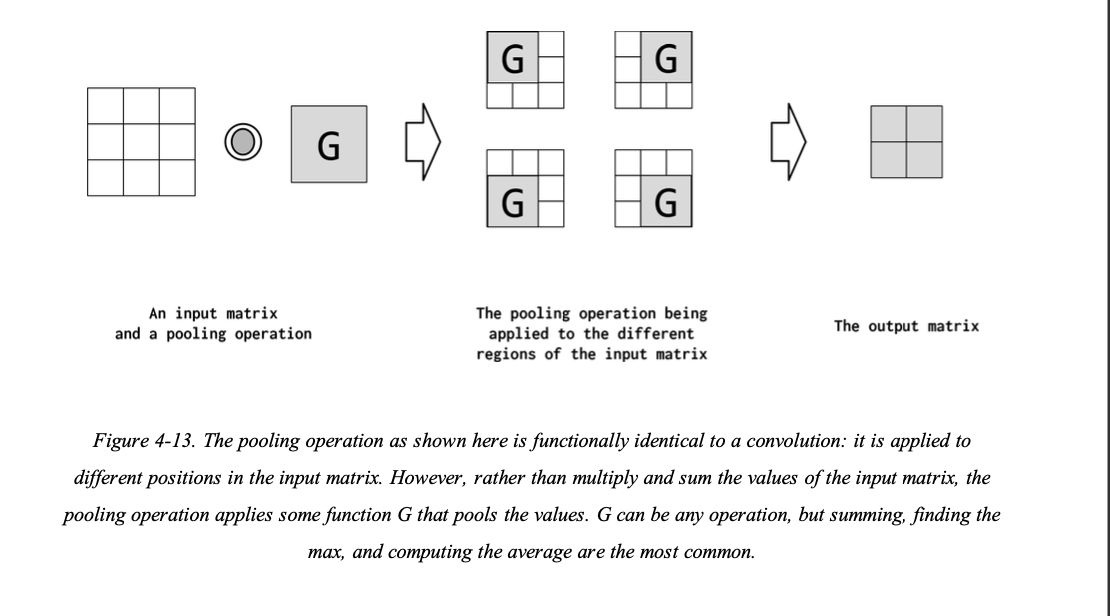 G
G
G
G
G
An input matrix
and a pooling operation
The pooling operation being
applied to the different
regions of the input matrix
The output matrix
Figure 4-13. The pooling operation as shown here is functionally identical to a convolution: it is applied to
different positions in the input matrix. However, rather than multiply and sum the values of the input matrix, the
pooling operation applies some function G that pools the values. G can be any operation, but summing, finding the
max, and computing the average are the most common.